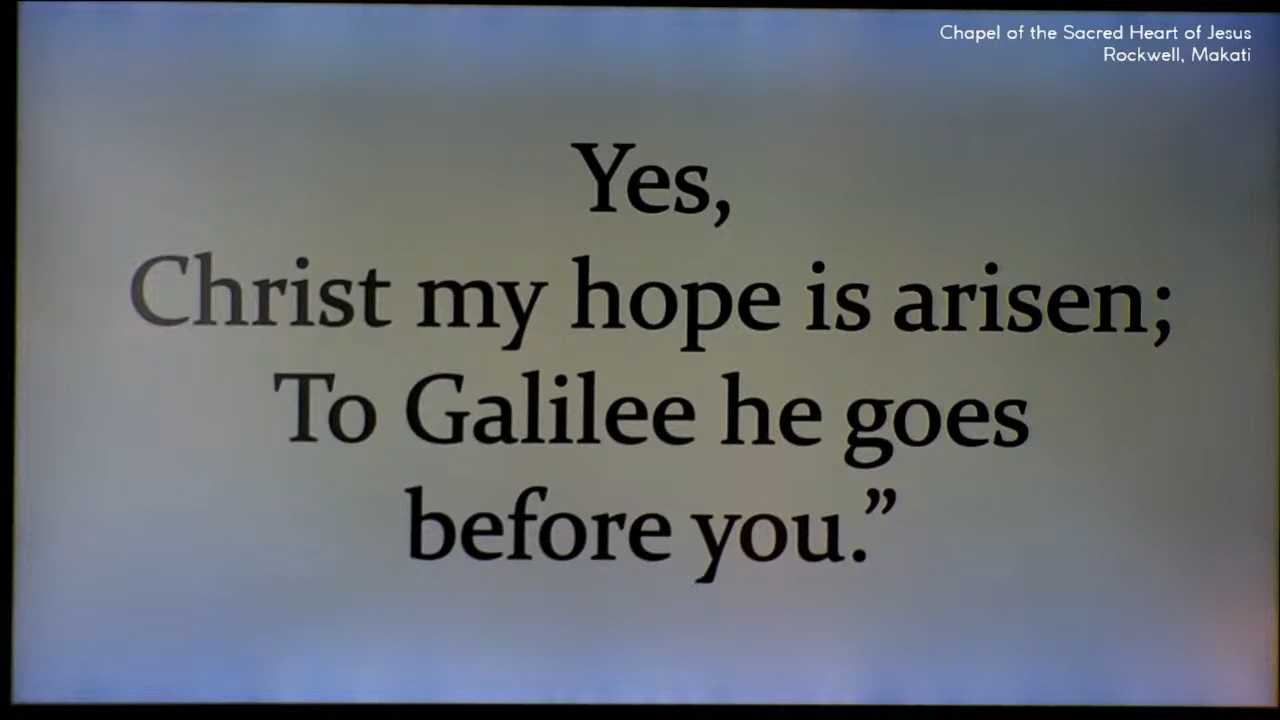 Chapel of the Sacred Heart of Jesus
Rockwell, Makati
Yes,
Christ my hope is arisen;
To Galilee he goes
before you.”